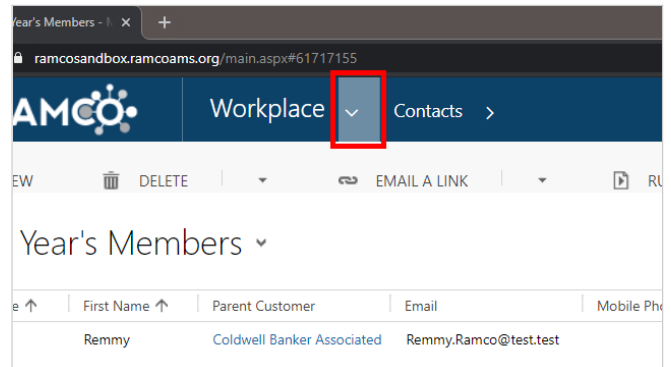 Year's Members - M
ramcosandbox.ramcoams.org/main.aspx#61717155
AMCO Workplace Contacts
EW DELETE EMAIL A LINK RU
Year's Members
e First Name Parent Customer Email Mobile Pho
Remmy Coldwell Banker Associated Remmy.Ramco@test.test